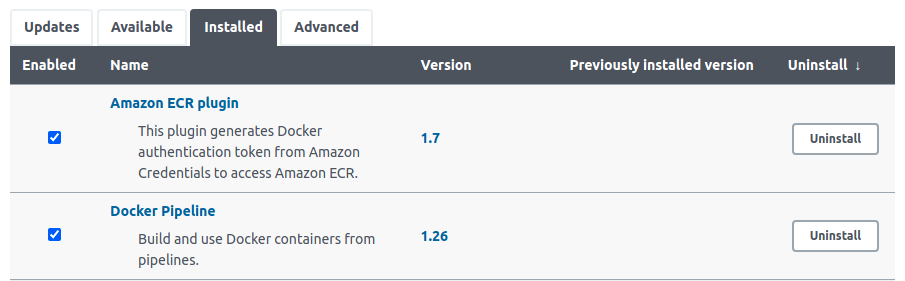 Updates Available Installed Advanced
Enabled Name Version Previously installed version Uninstall ↓
Amazon ECR plugin
This plugin generates Docker
authentication token from Amazon
Credentials to access Amazon ECR.
1.7
Uninstall
Docker Pipeline
Build and use Docker containers from
pipelines.
1.26
Uninstall